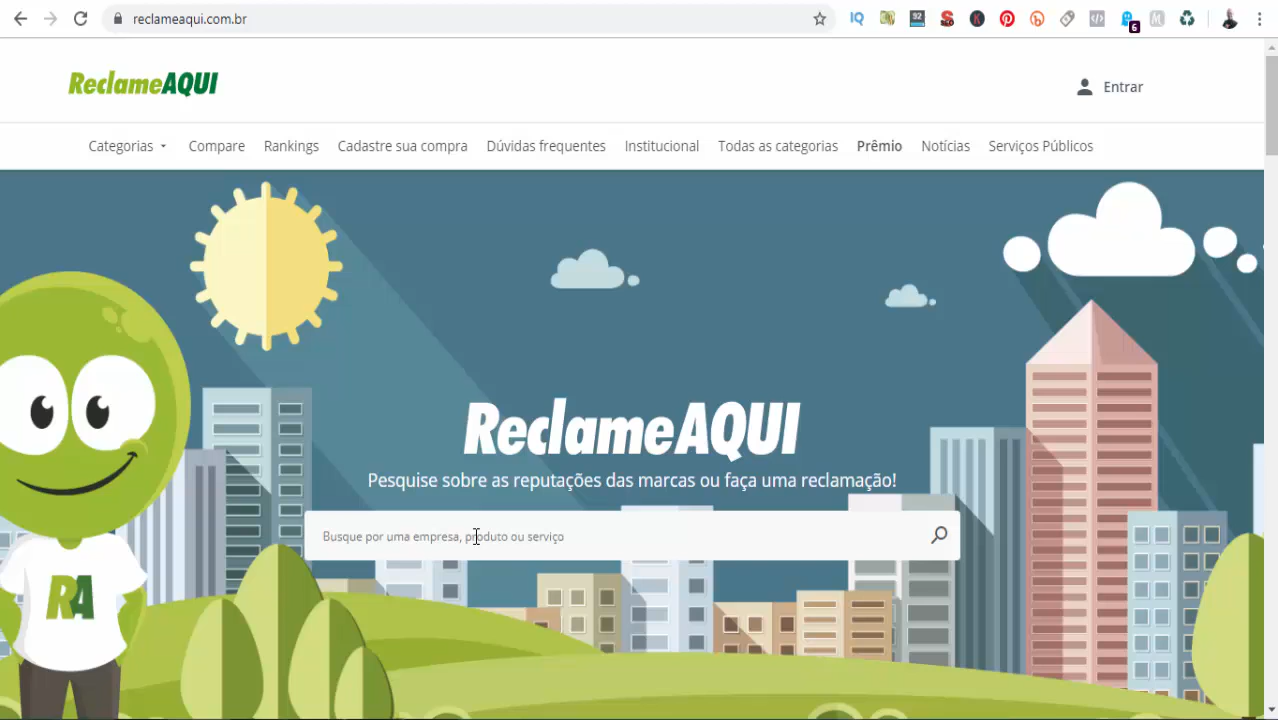 reclameaqui.com.br
IQ
92
6
ReclameAQUI
Entrar
Categorias
Compare
Rankings
Cadastre sua compra
Dúvidas frequentes
Institucional
Todas as categorias
Prêmio
Notícias
Serviços Públicos
ReclameAQUI
Pesquise sobre as reputações das marcas ou faça uma reclamação!
Busque por uma empresa, produto ou serviço
RA